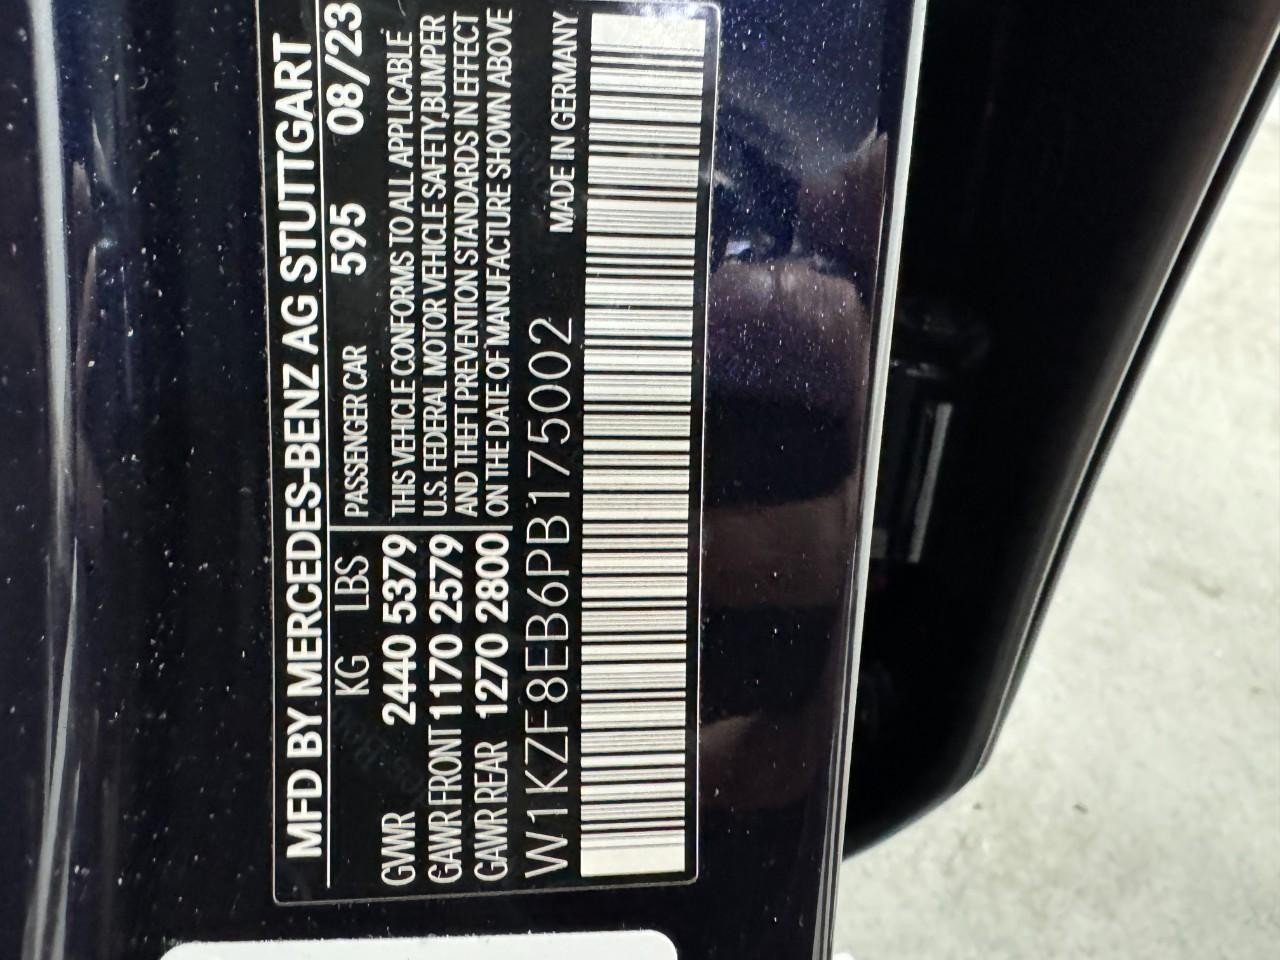 MFD BY MERCEDES-BENZ AG STUTTGART
KG LBS
GVWR 2440 5379
GAWR FRONT 1170 2579
GAWR REAR 1270 2800
PASSENGER CAR 595 08/23
THIS VEHICLE CONFORMS TO ALL APPLICABLE
U.S. FEDERAL MOTOR VEHICLE SAFETY,BUMPER
AND THEFT PREVENTION STANDARDS IN EFFECT
ON THE DATE OF MANUFACTURE SHOWN ABOVE
W1KZF8EB6PB175002 MADE IN GERMANY